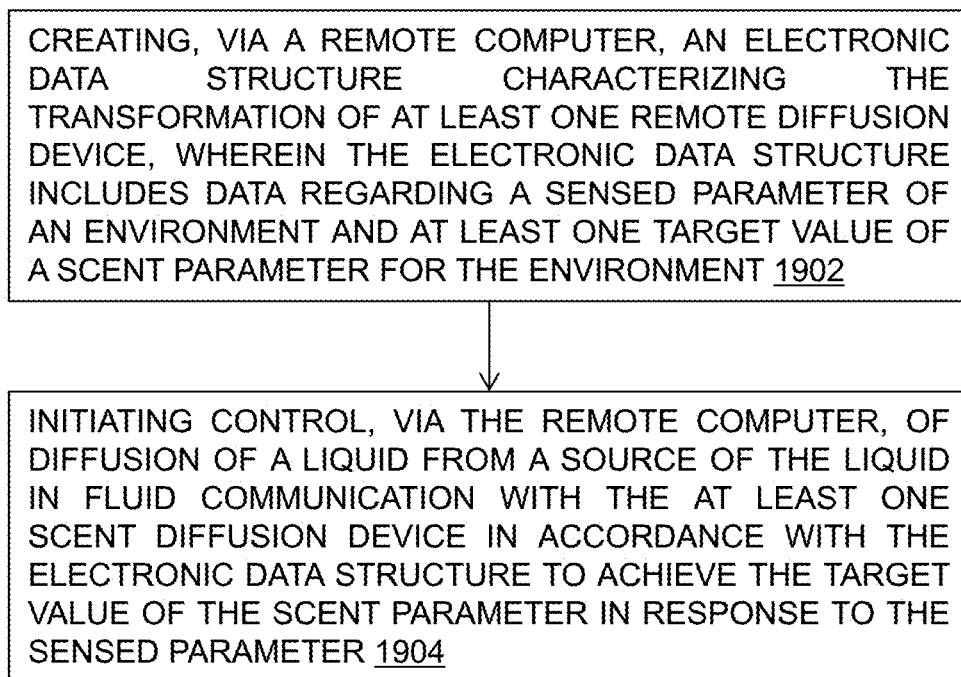 CREATING, VIA A REMOTE COMPUTER, AN ELECTRONIC
DATA STRUCTURE CHARACTERIZING THE
TRANSFORMATION OF AT LEAST ONE REMOTE DIFFUSION
DEVICE, WHEREIN THE ELECTRONIC DATA STRUCTURE
INCLUDES DATA REGARDING A SENSED PARAMETER OF
AN ENVIRONMENT AND AT LEAST ONE TARGET VALUE OF
A SCENT PARAMETER FOR THE ENVIRONMENT 1902
INITIATING CONTROL, VIA THE REMOTE COMPUTER, OF
DIFFUSION OF A LIQUID FROM A SOURCE OF THE LIQUID
IN FLUID COMMUNICATION WITH THE AT LEAST ONE
SCENT DIFFUSION DEVICE IN ACCORDANCE WITH THE
ELECTRONIC DATA STRUCTURE TO ACHIEVE THE TARGET
VALUE OF THE SCENT PARAMETER IN RESPONSE TO THE
SENSED PARAMETER 1904